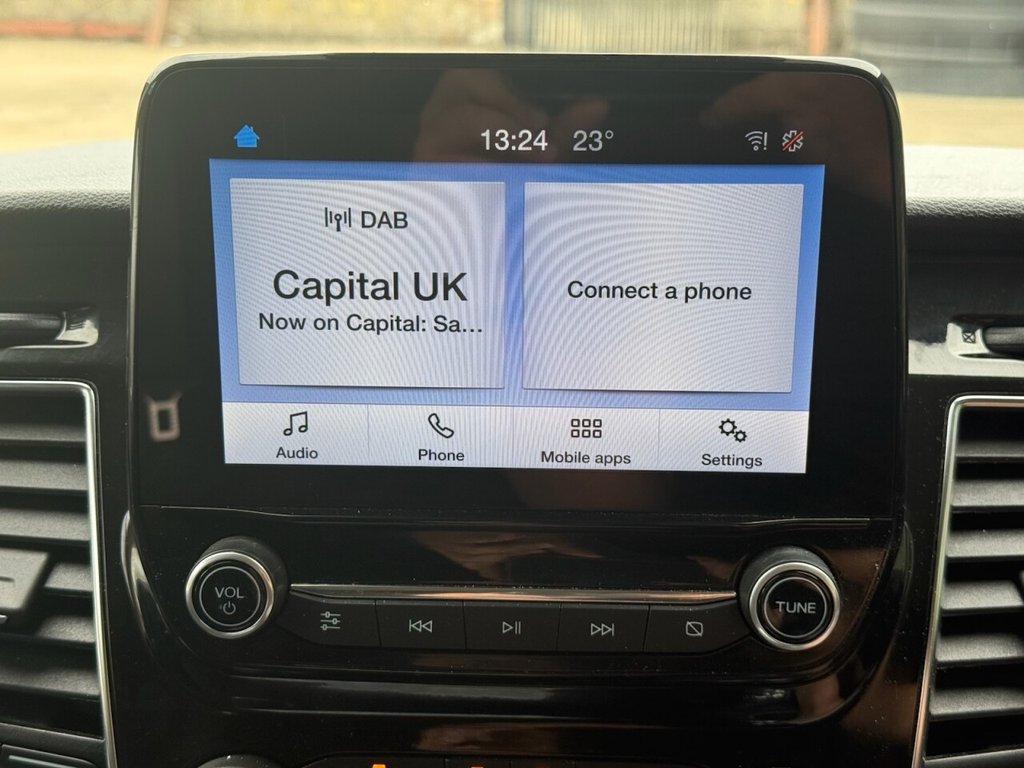 13:24 23°
DAB
Capital UK
Now on Capital: Sa...
Connect a phone
Audio
Phone
Mobile apps
Settings
VOL
TUNE